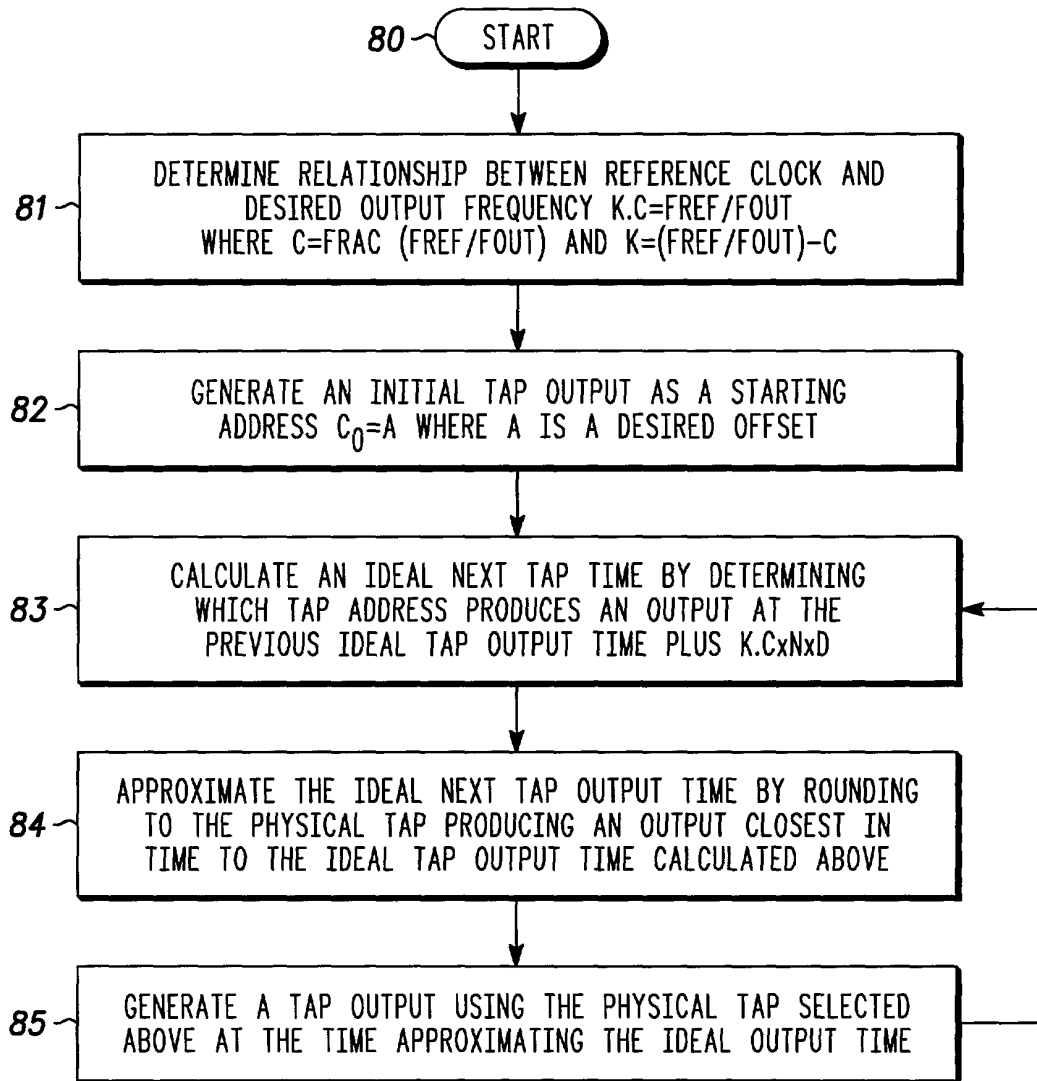 80 START
DETERMINE RELATIONSHIP BETWEEN REFERENCE CLOCK AND
81 DESIRED OUTPUT FREQUENCY K.C=FREF/FOUT
WHERE C=FRAC (FREF/FOUT) AND K=(FREF/FOUT)-C
82 GENERATE AN INITIAL TAP OUTPUT AS A STARTING
ADDRESS C₀=A WHERE A IS A DESIRED OFFSET
CALCULATE AN IDEAL NEXT TAP TIME BY DETERMINING
83 WHICH TAP ADDRESS PRODUCES AN OUTPUT AT THE
PREVIOUS IDEAL TAP OUTPUT TIME PLUS K.CxNxD
APPROXIMATE THE IDEAL NEXT TAP OUTPUT TIME BY ROUNDING
84 TO THE PHYSICAL TAP PRODUCING AN OUTPUT CLOSEST IN
TIME TO THE IDEAL TAP OUTPUT TIME CALCULATED ABOVE
85 GENERATE A TAP OUTPUT USING THE PHYSICAL TAP SELECTED
ABOVE AT THE TIME APPROXIMATING THE IDEAL OUTPUT TIME